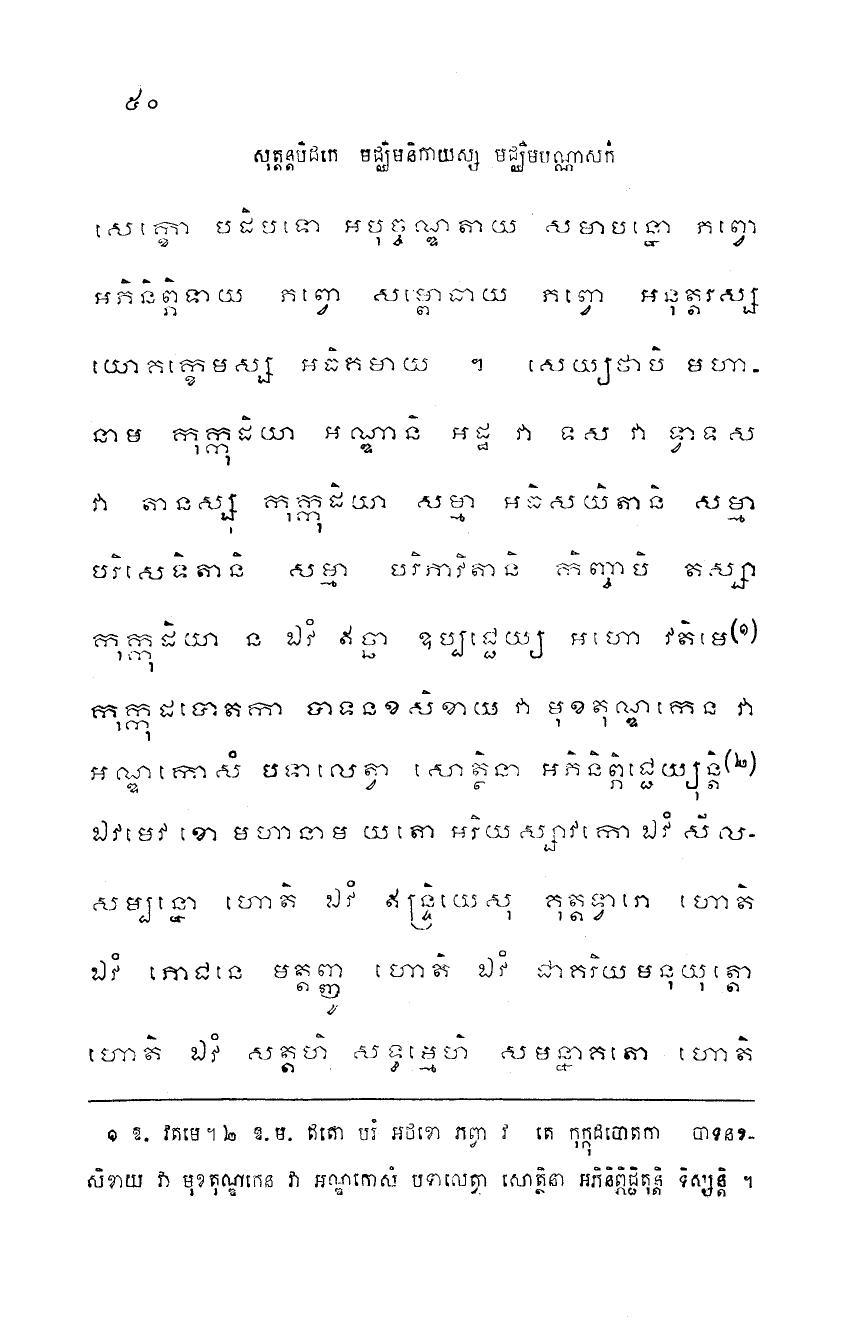 ៥០
សុត្តន្តបិដកេ មជ្ឈិមនិកាយស្ស មជ្ឈិមបណ្ណាសកំ
សេក្ខោ បដិបទោ អបុច្ចណ្ឌតាយ សមាបន្នោ ភព្វោ
អភិនិព្ភិទាយ ភព្វោ សម្ពោធាយ ភព្វោ អនុត្តរស្ស
យោគក្ខេមស្ស អធិគមាយ ។ សេយ្យថាបិ មហា-
នាម កុក្កុដិយា អណ្ឌានិ អដ្ឋ វា ទស វា ទ្វាទស
វា តានស្សុ កុក្កុដិយា សម្មា អធិសយិតានិ សម្មា
បរិសេទិតានិ សម្មា បរិភាវិតានិ កិញ្ចាបិ តស្សា
កុក្កុដិយា ន ឯវំ ឥច្ឆា ឧប្បជ្ជេយ្យ អហោ វតិមេ(១)
កុក្កុដបោតកា បាទនខសិខាយ វា មុខតុណ្ឌកេន វា
អណ្ឌកោសំ បទាលេត្វា សោត្ថិនា អភិនិព្ភិជ្ជេយ្យុន្តិ(២)
ឯវមេវ ខោ មហានាម យតោ អរិយស្សាវកោ ឯវំ សីល-
សម្បន្នោ ហោតិ ឯវំ ឥន្ទ្រិយេសុ គុត្តទ្វារោ ហោតិ
ឯវំ ភោជនេ មត្តញ្ញូ ហោតិ ឯវំ ជាគរិយមនុយុត្តោ
ហោតិ ឯវំ សត្តហិ សទ្ធម្មេហិ សមន្នាគតោ ហោតិ
១ ឱ. វតមេ។ ២ ឱ.ម. ឥតោ បរំ អថខោ ភព្វា វ តេ កុក្កុដបោតកា បាទនខ-
សិខាយ វា មុខតុណ្ឌកេន វា អណ្ឌកោសំ បទាលេត្វា សោត្ថិនា អភិនិព្ភិជ្ជិតុន្តិ ទិស្សន្តិ ។